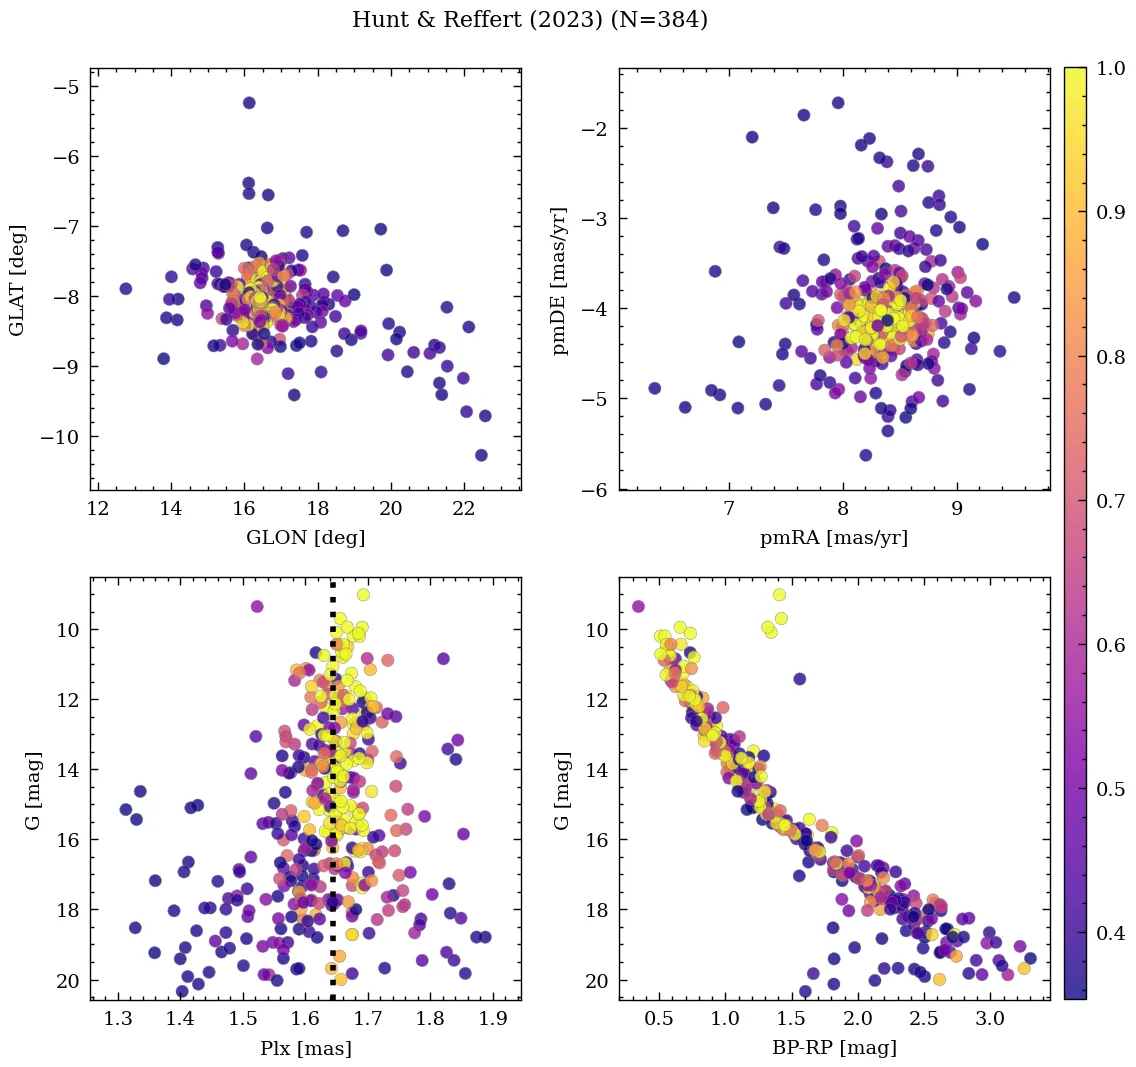 Hunt & Reffert (2023) (N=384)
−5
−6
−7
−8
−9
−10
GLAT [deg]
12 14 16 18 20 22
GLON [deg]
−2
−3
−4
−5
−6
pmDE [mas/yr]
7 8 9
pmRA [mas/yr]
1.0
0.9
0.8
0.7
0.6
0.5
0.4
10
12
14
16
18
20
G [mag]
1.3 1.4 1.5 1.6 1.7 1.8 1.9
Plx [mas]
10
12
14
16
18
20
G [mag]
0.5 1.0 1.5 2.0 2.5 3.0
BP-RP [mag]